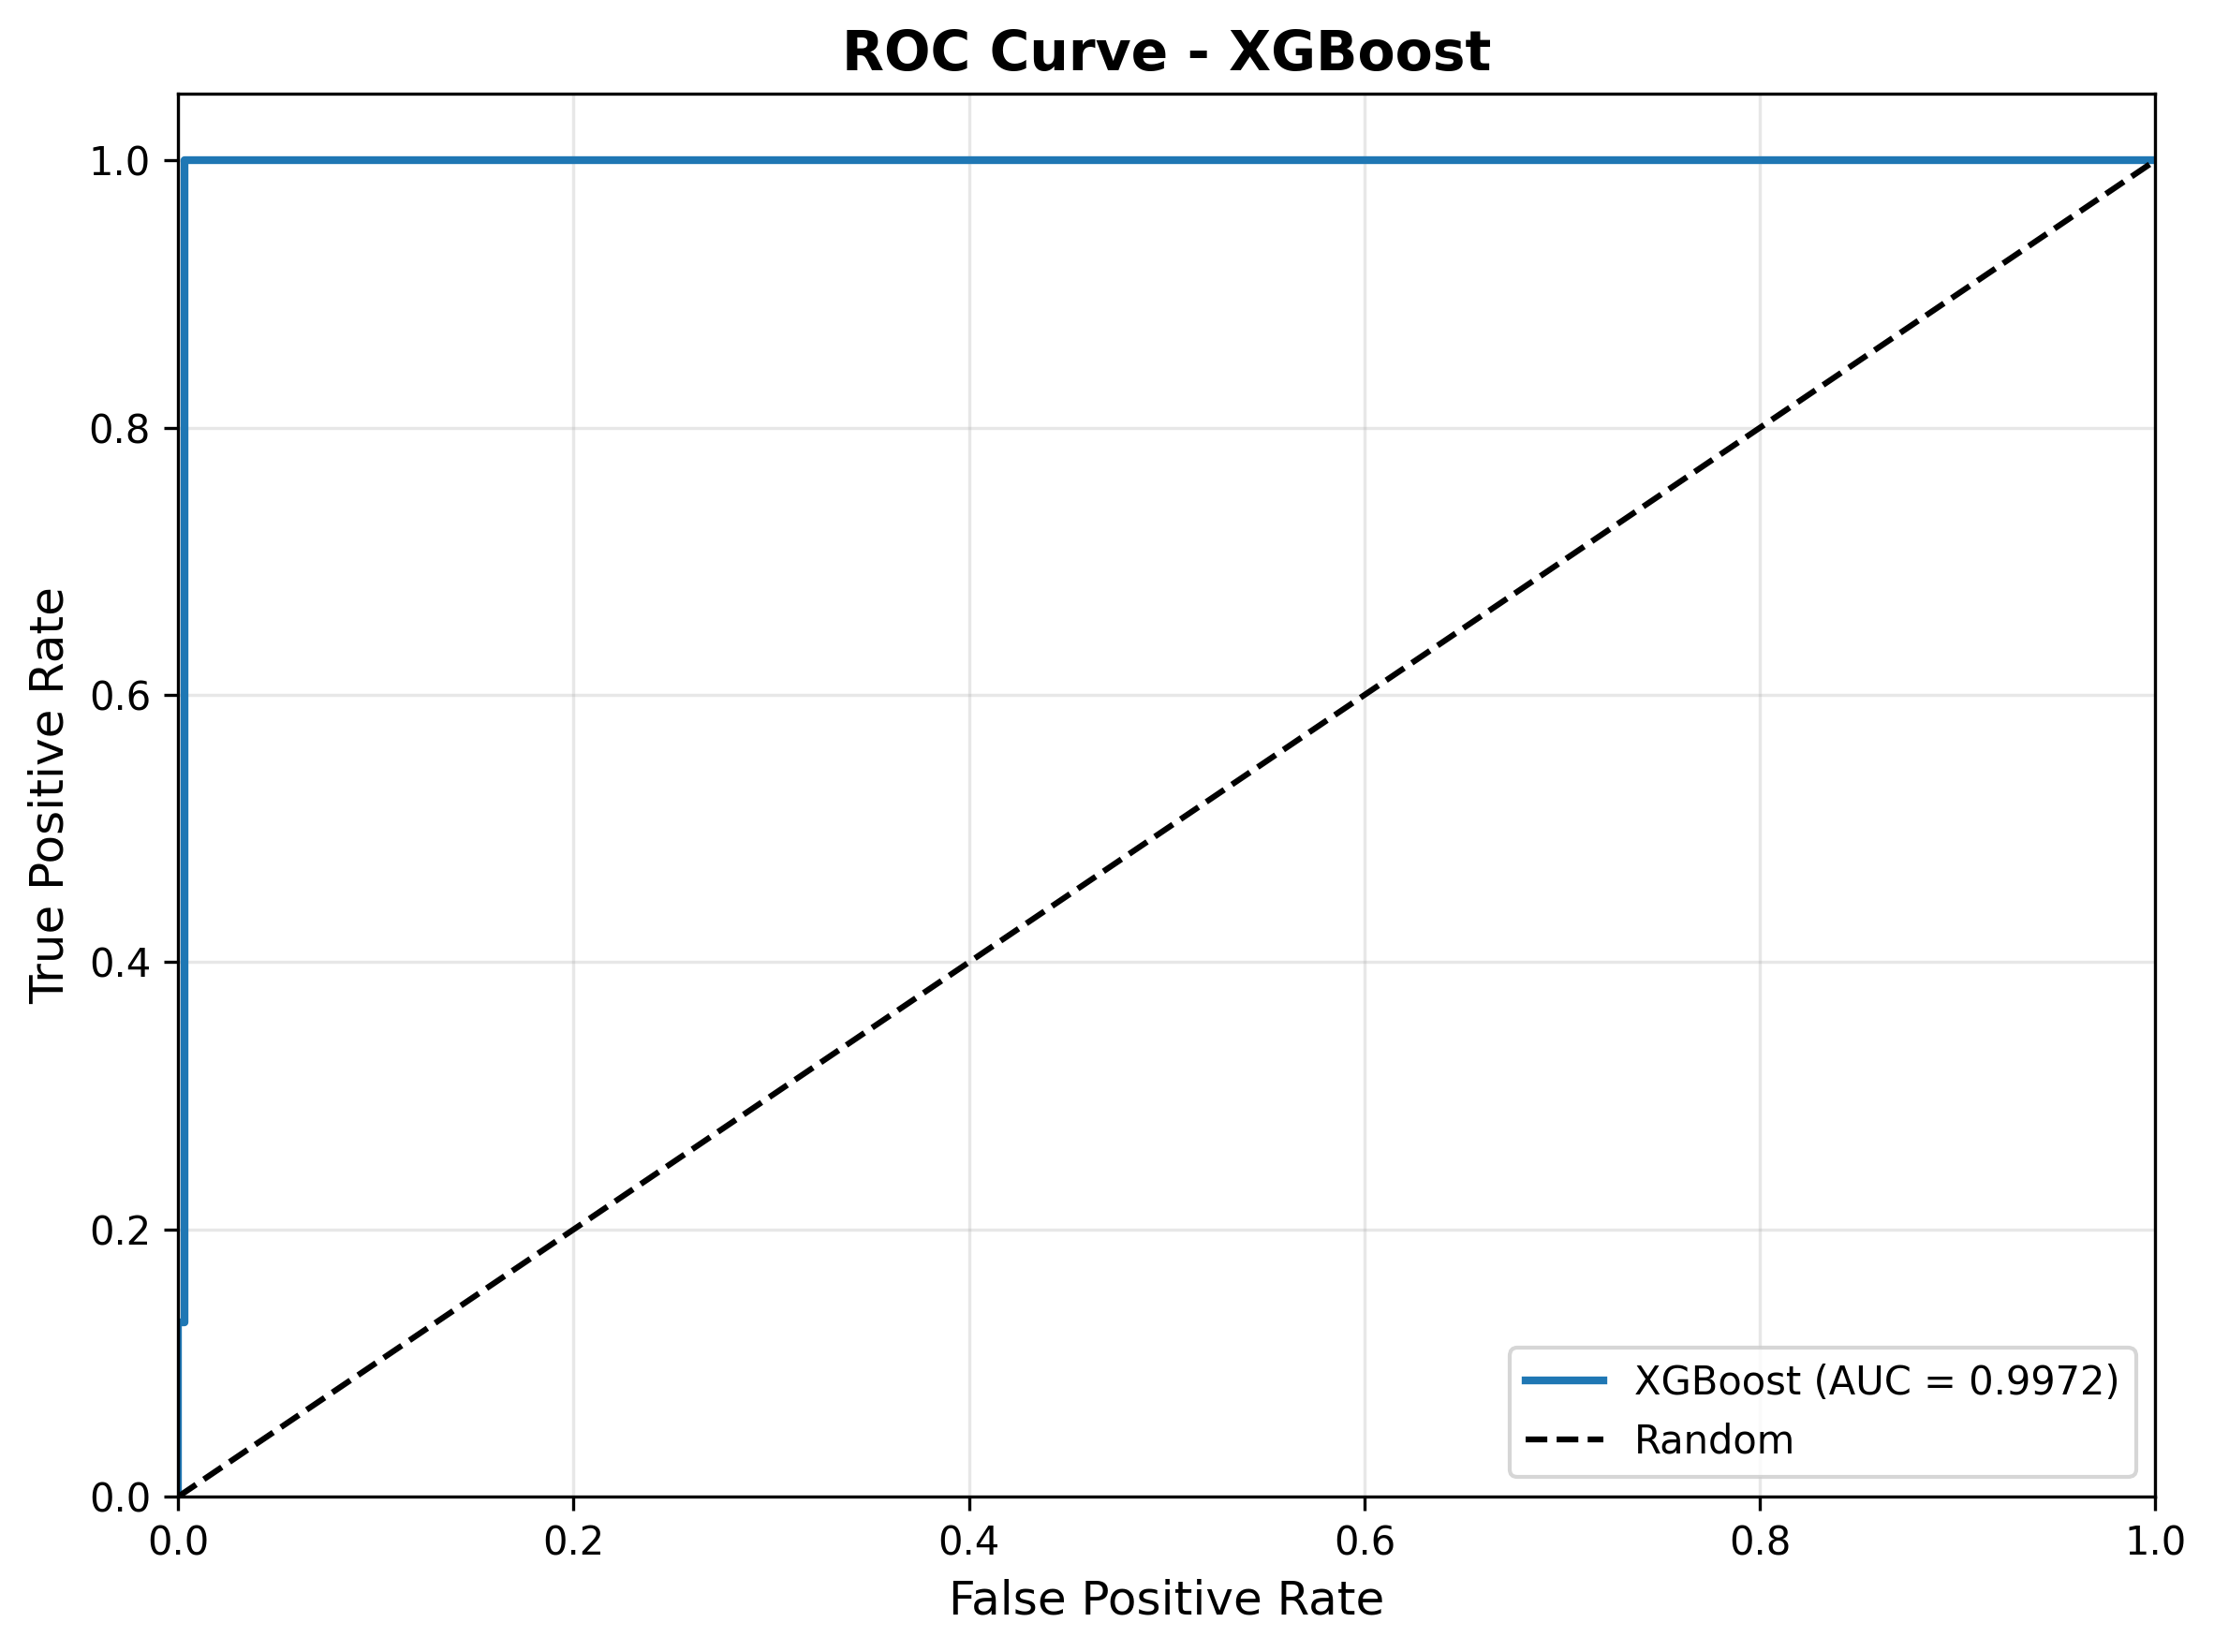 ROC Curve - XGBoost
True Positive Rate
1.0
0.8
0.6
0.4
0.2
0.0
0.0 0.2 0.4 0.6 0.8 1.0
False Positive Rate
XGBoost (AUC = 0.9972)
Random